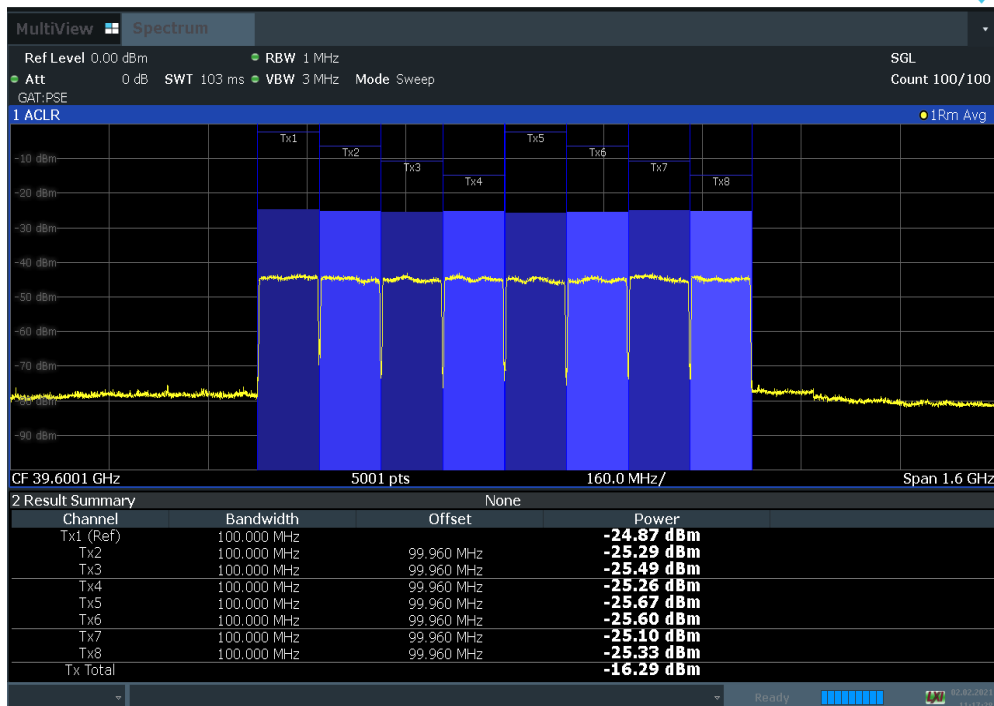 MultiView Spectrum
Ref Level 0.00 dBm RBW 1 MHz SGL
Att 0 dB SWT 103 ms VBW 3 MHz Mode Sweep Count 100/100
GAT:PSE
1 ACLR 1Rm Avg
Tx1 Tx5
Tx2 Tx6
-10 dBm
Tx3 Tx7
Tx4 Tx8
-20 dBm
-30 dBm
-40 dBm
-50 dBm
-60 dBm
-70 dBm
-80 dBm
-90 dBm
CF 39.6001 GHz 5001 pts 160.0 MHz/ Span 1.6 GHz
2 Result Summary None
Channel Bandwidth Offset Power
Tx1 (Ref) 100.000 MHz -24.87 dBm
Tx2 100.000 MHz 99.960 MHz -25.29 dBm
Tx3 100.000 MHz 99.960 MHz -25.49 dBm
Tx4 100.000 MHz 99.960 MHz -25.26 dBm
Tx5 100.000 MHz 99.960 MHz -25.67 dBm
Tx6 100.000 MHz 99.960 MHz -25.60 dBm
Tx7 100.000 MHz 99.960 MHz -25.10 dBm
Tx8 100.000 MHz 99.960 MHz -25.33 dBm
Tx Total -16.29 dBm
Ready LXI 02.02.2021